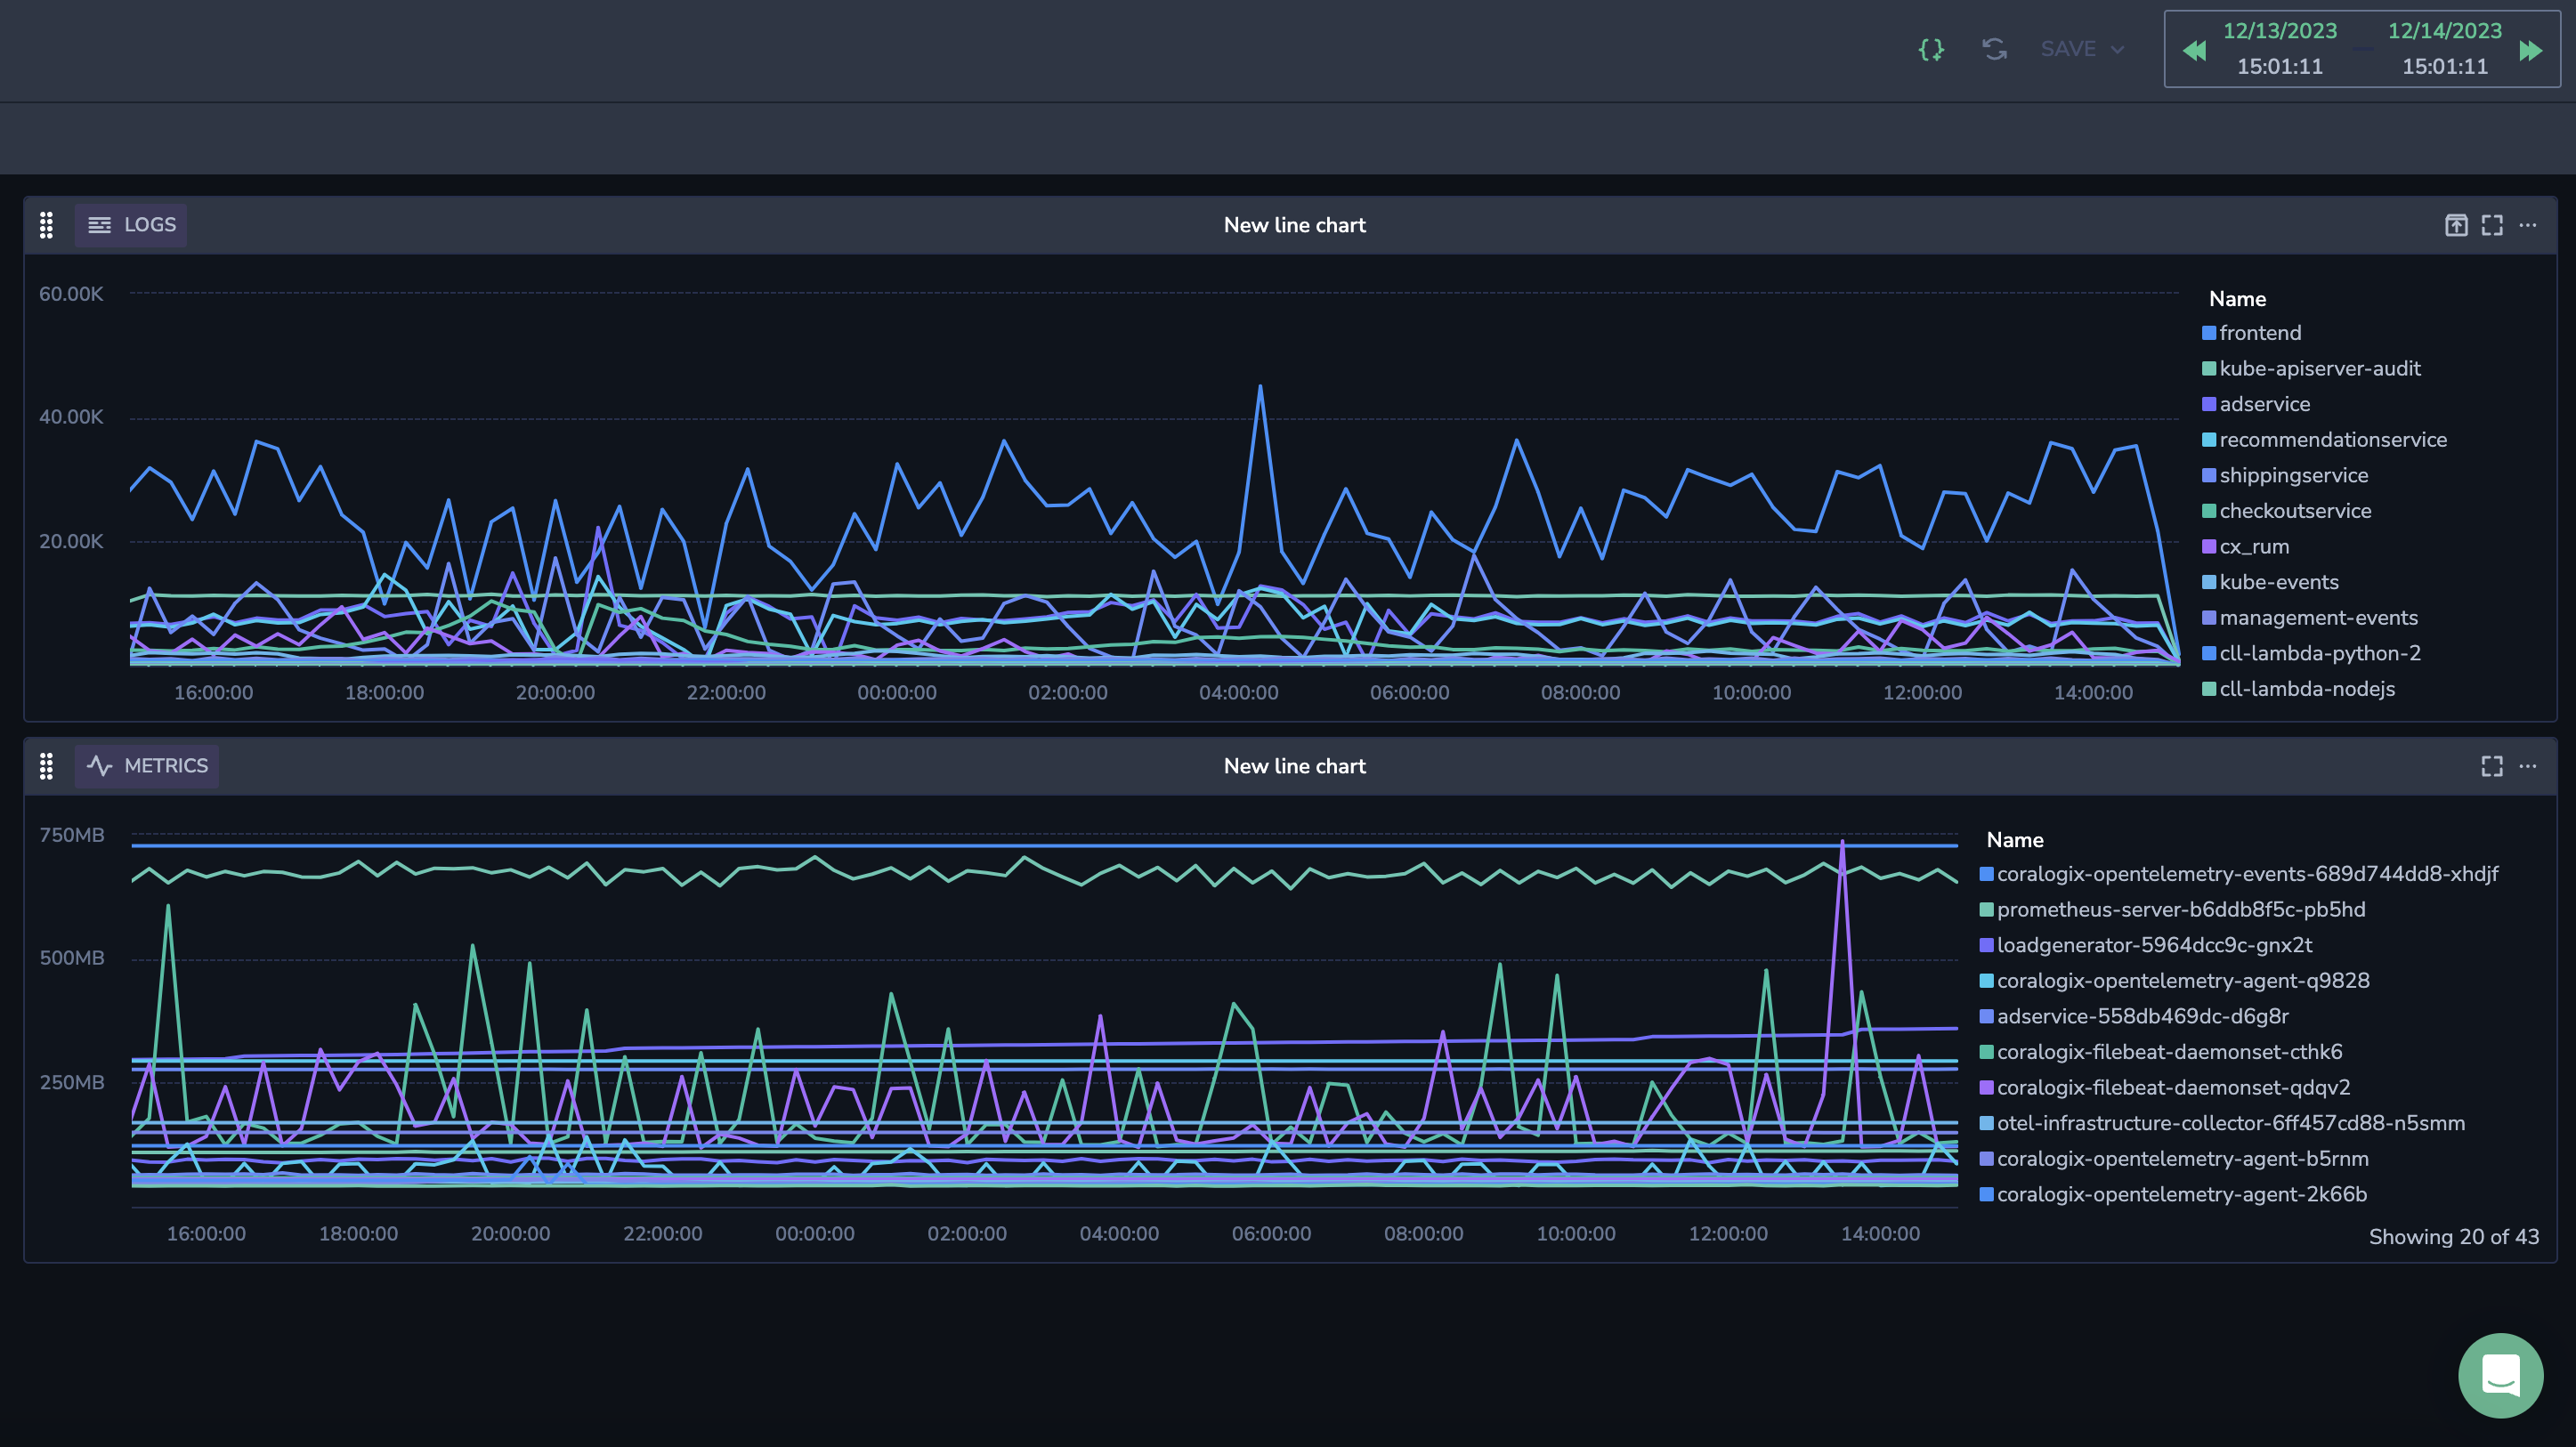 SAVE
12/13/2023 — 12/14/2023
15:01:11 15:01:11
LOGS
New line chart
60.00K
40.00K
20.00K
16:00:00 18:00:00 20:00:00 22:00:00 00:00:00 02:00:00 04:00:00 06:00:00 08:00:00 10:00:00 12:00:00 14:00:00
Name
frontend
kube-apiserver-audit
adservice
recommendationservice
shippingservice
checkoutservice
cx_rum
kube-events
management-events
cll-lambda-python-2
cll-lambda-nodejs
METRICS
New line chart
750MB
500MB
250MB
16:00:00 18:00:00 20:00:00 22:00:00 00:00:00 02:00:00 04:00:00 06:00:00 08:00:00 10:00:00 12:00:00 14:00:00
Name
coralogix-opentelemetry-events-689d744dd8-xhdjf
prometheus-server-b6ddb8f5c-pb5hd
loadgenerator-5964dcc9c-gnx2t
coralogix-opentelemetry-agent-q9828
adservice-558db469dc-d6g8r
coralogix-filebeat-daemonset-cthk6
coralogix-filebeat-daemonset-qdqv2
otel-infrastructure-collector-6ff457cd88-n5smm
coralogix-opentelemetry-agent-b5rnm
coralogix-opentelemetry-agent-2k66b
Showing 20 of 43